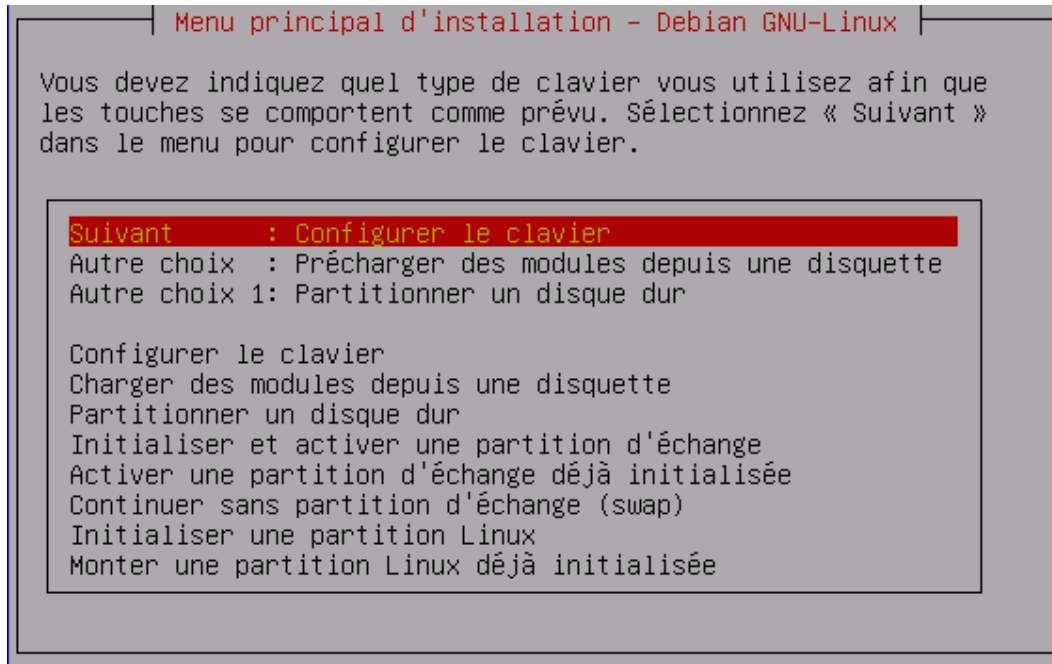 Menu principal d'installation - Debian GNU-Linux
Vous devez indiquez quel type de clavier vous utilisez afin que
les touches se comportent comme prévu. Sélectionnez « Suivant »
dans le menu pour configurer le clavier.
Suivant : Configurer le clavier
Autre choix : Précharger des modules depuis une disquette
Autre choix 1: Partitionner un disque dur
Configurer le clavier
Charger des modules depuis une disquette
Partitionner un disque dur
Initialiser et activer une partition d'échange
Activer une partition d'échange déjà initialisée
Continuer sans partition d'échange (swap)
Initialiser une partition Linux
Monter une partition Linux déjà initialisée